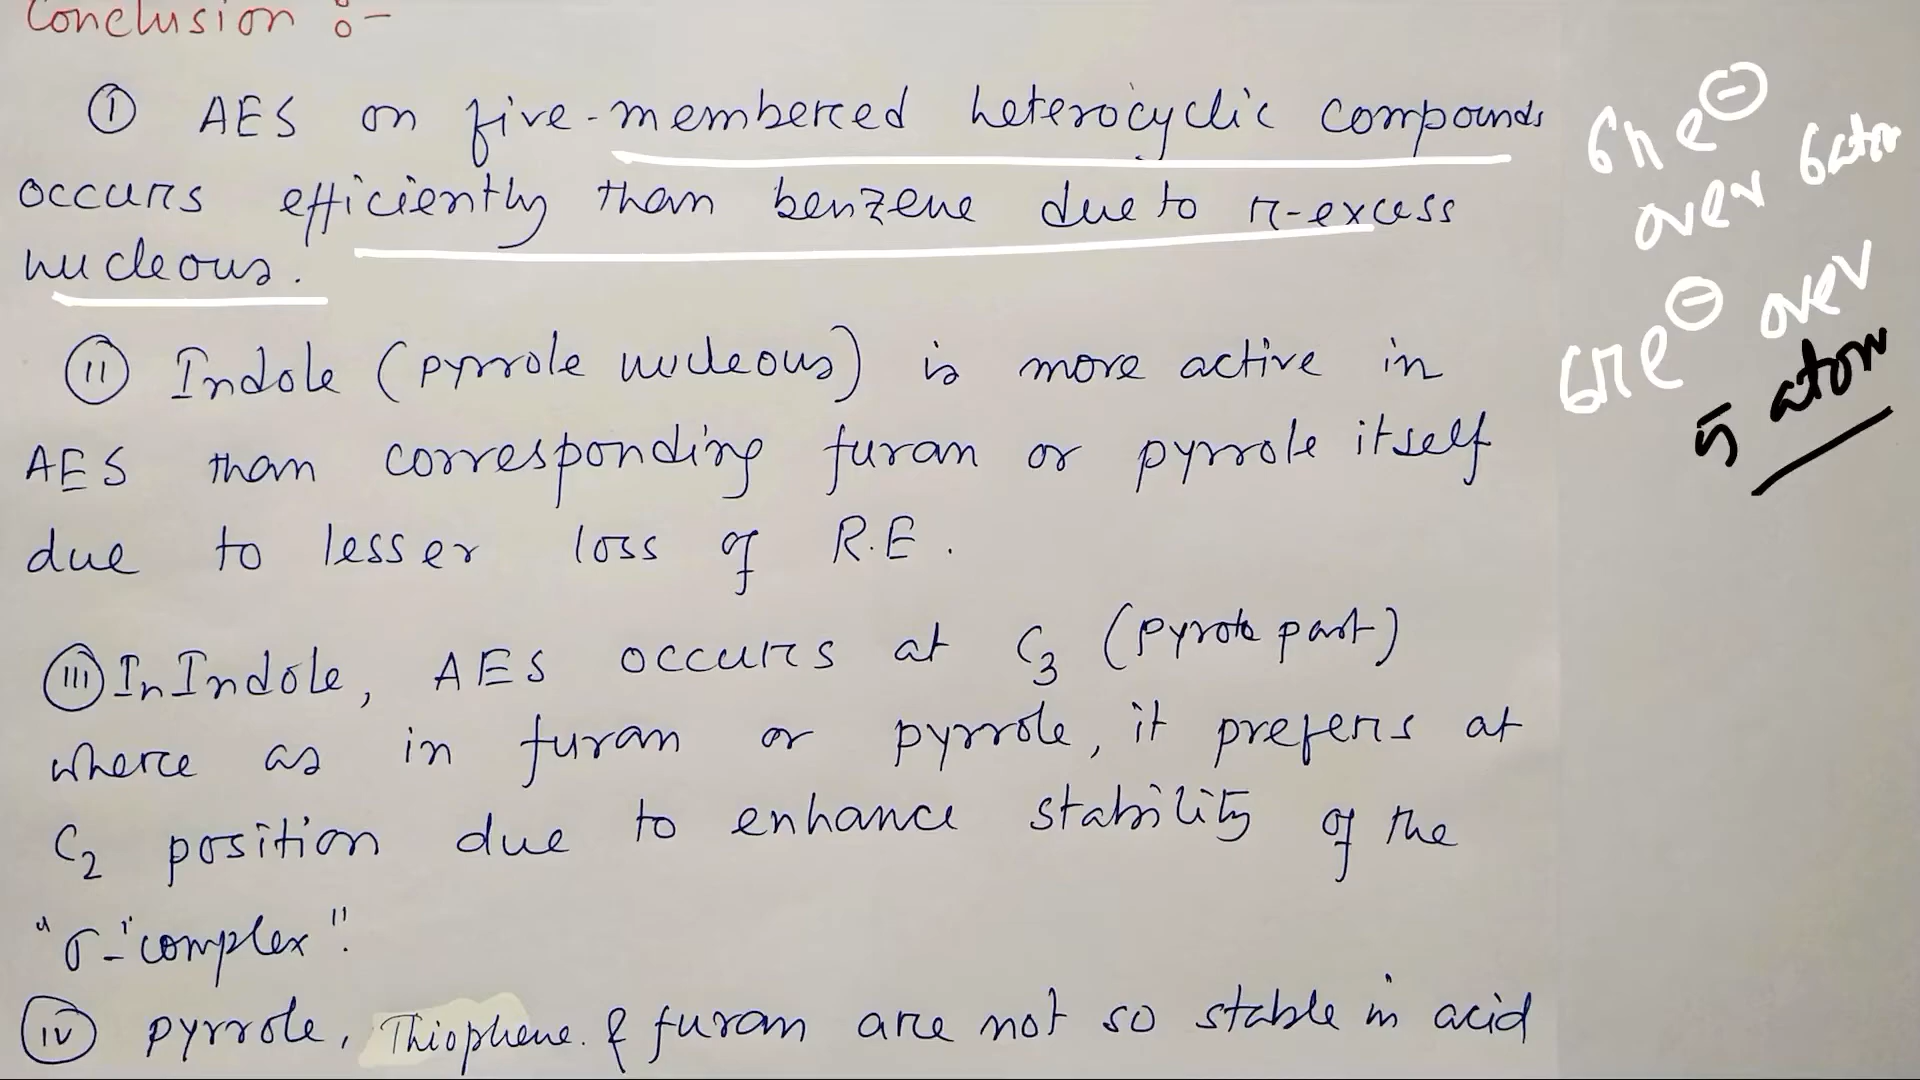 Conclusion :-
(I) AES on five-membered heterocyclic compounds
occurs efficiently than benzene due to π-excess
nucleous.
(II) Indole (pyrrole nucleous) is more active in
AES than corresponding furan or pyrrole itself
due to lesser loss of R.E.
(III) In Indole, AES occurs at C3 (pyrole part)
where as in furan or pyrrole, it prefers at
C2 position due to enhance stability of the
"σ-complex".
(IV) pyrrole, Thiophene & furan are not so stable in acid
6πe⊖
over 6 atom
6πe⊖ over
5 atom